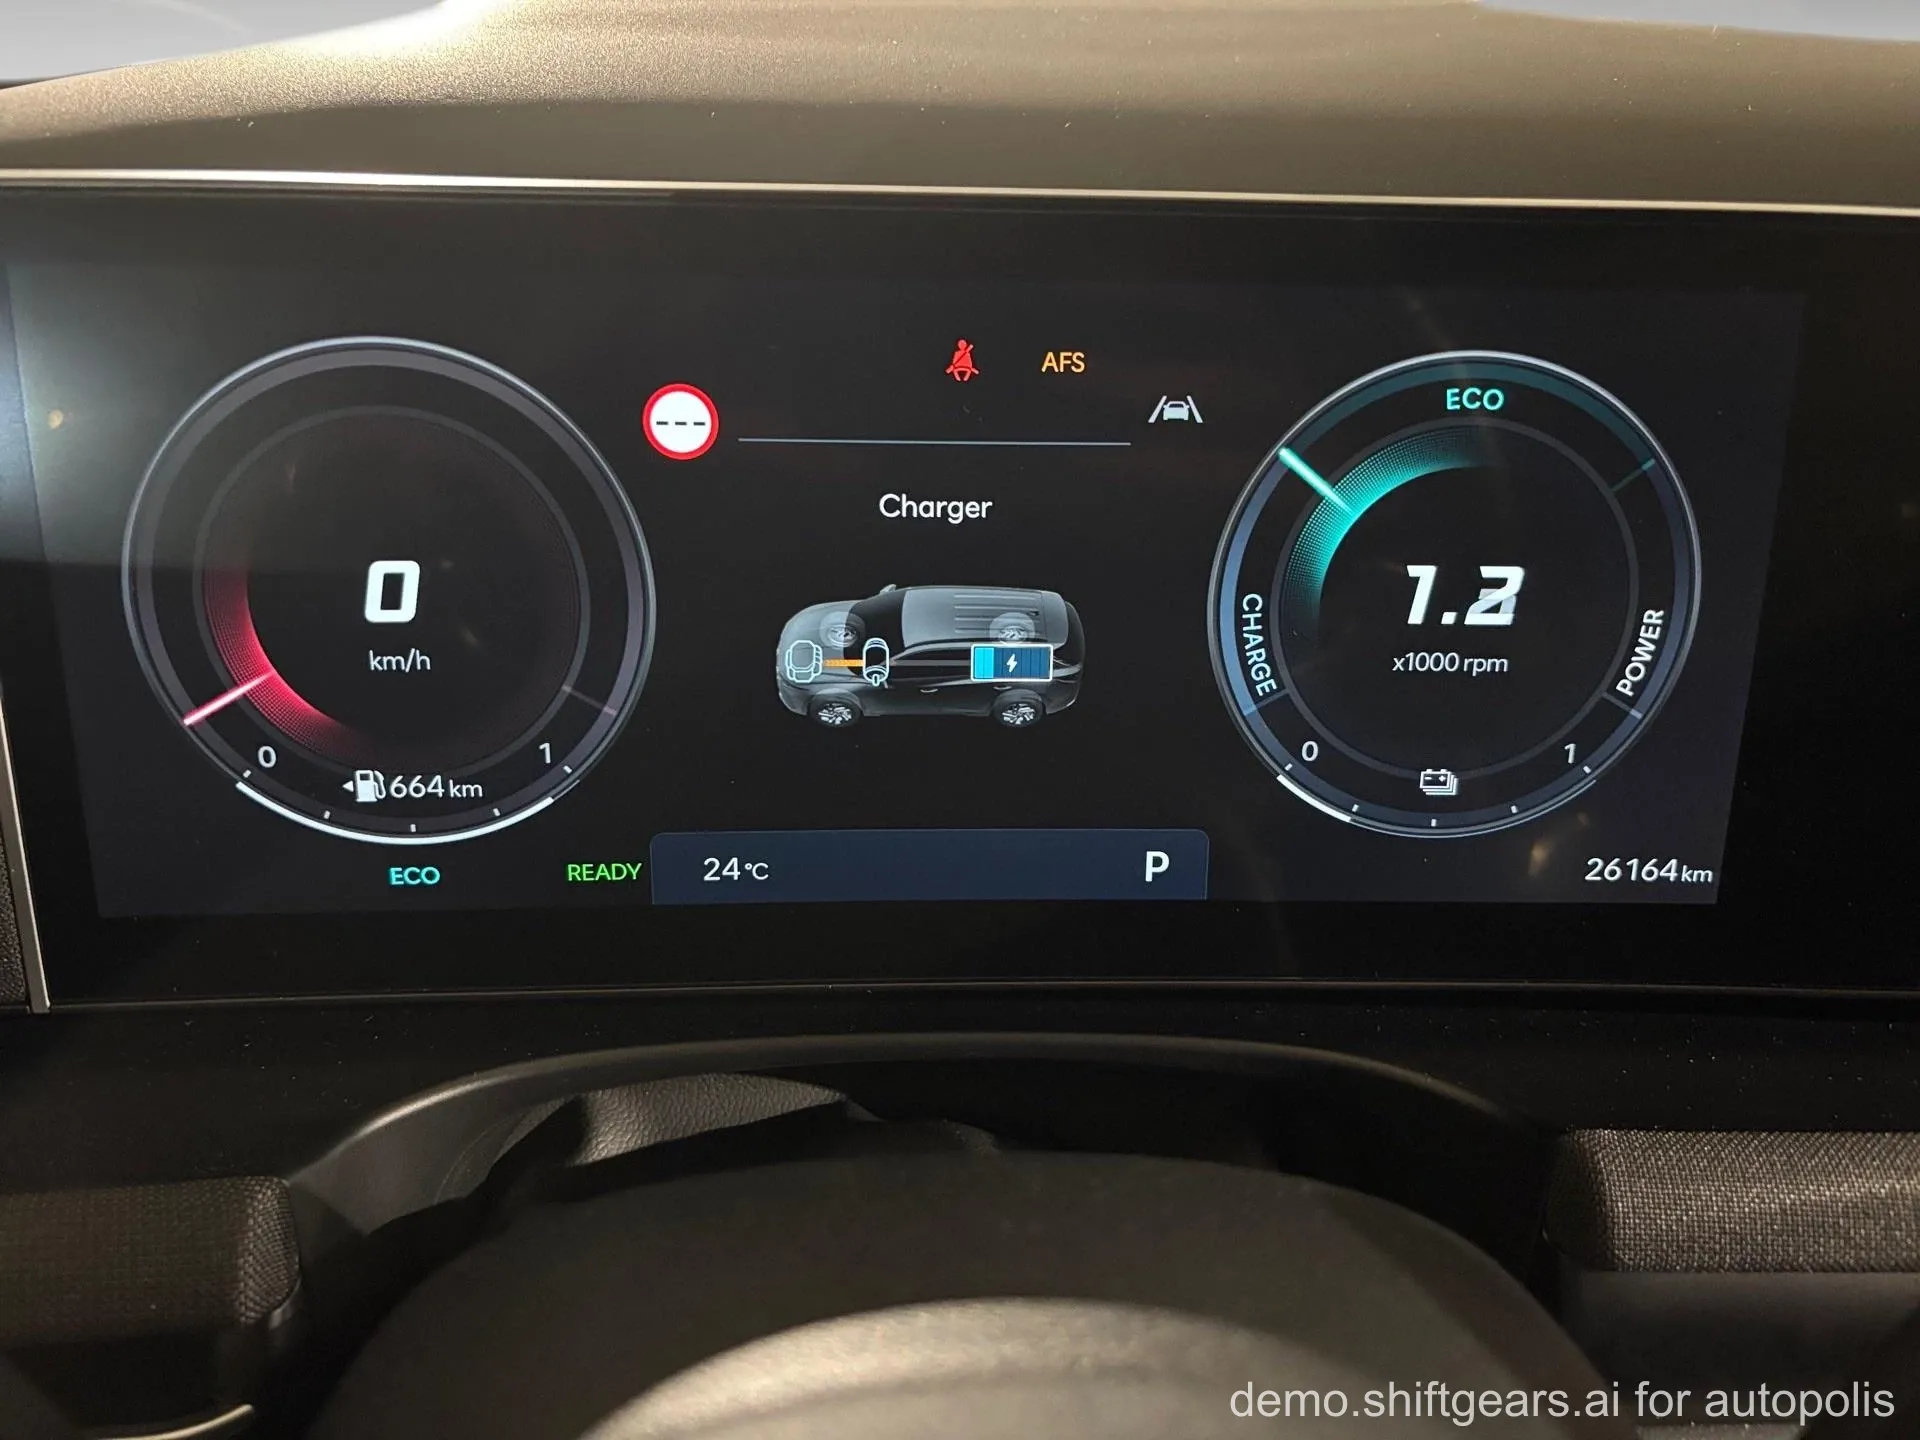 AFS
---
ECO
Charger
0
km/h
CHARGE
1.2
x1000 rpm
POWER
0
1
664 km
0
1
ECO
READY
24°C
P
26164 km
demo.shiftgears.ai for autopolis